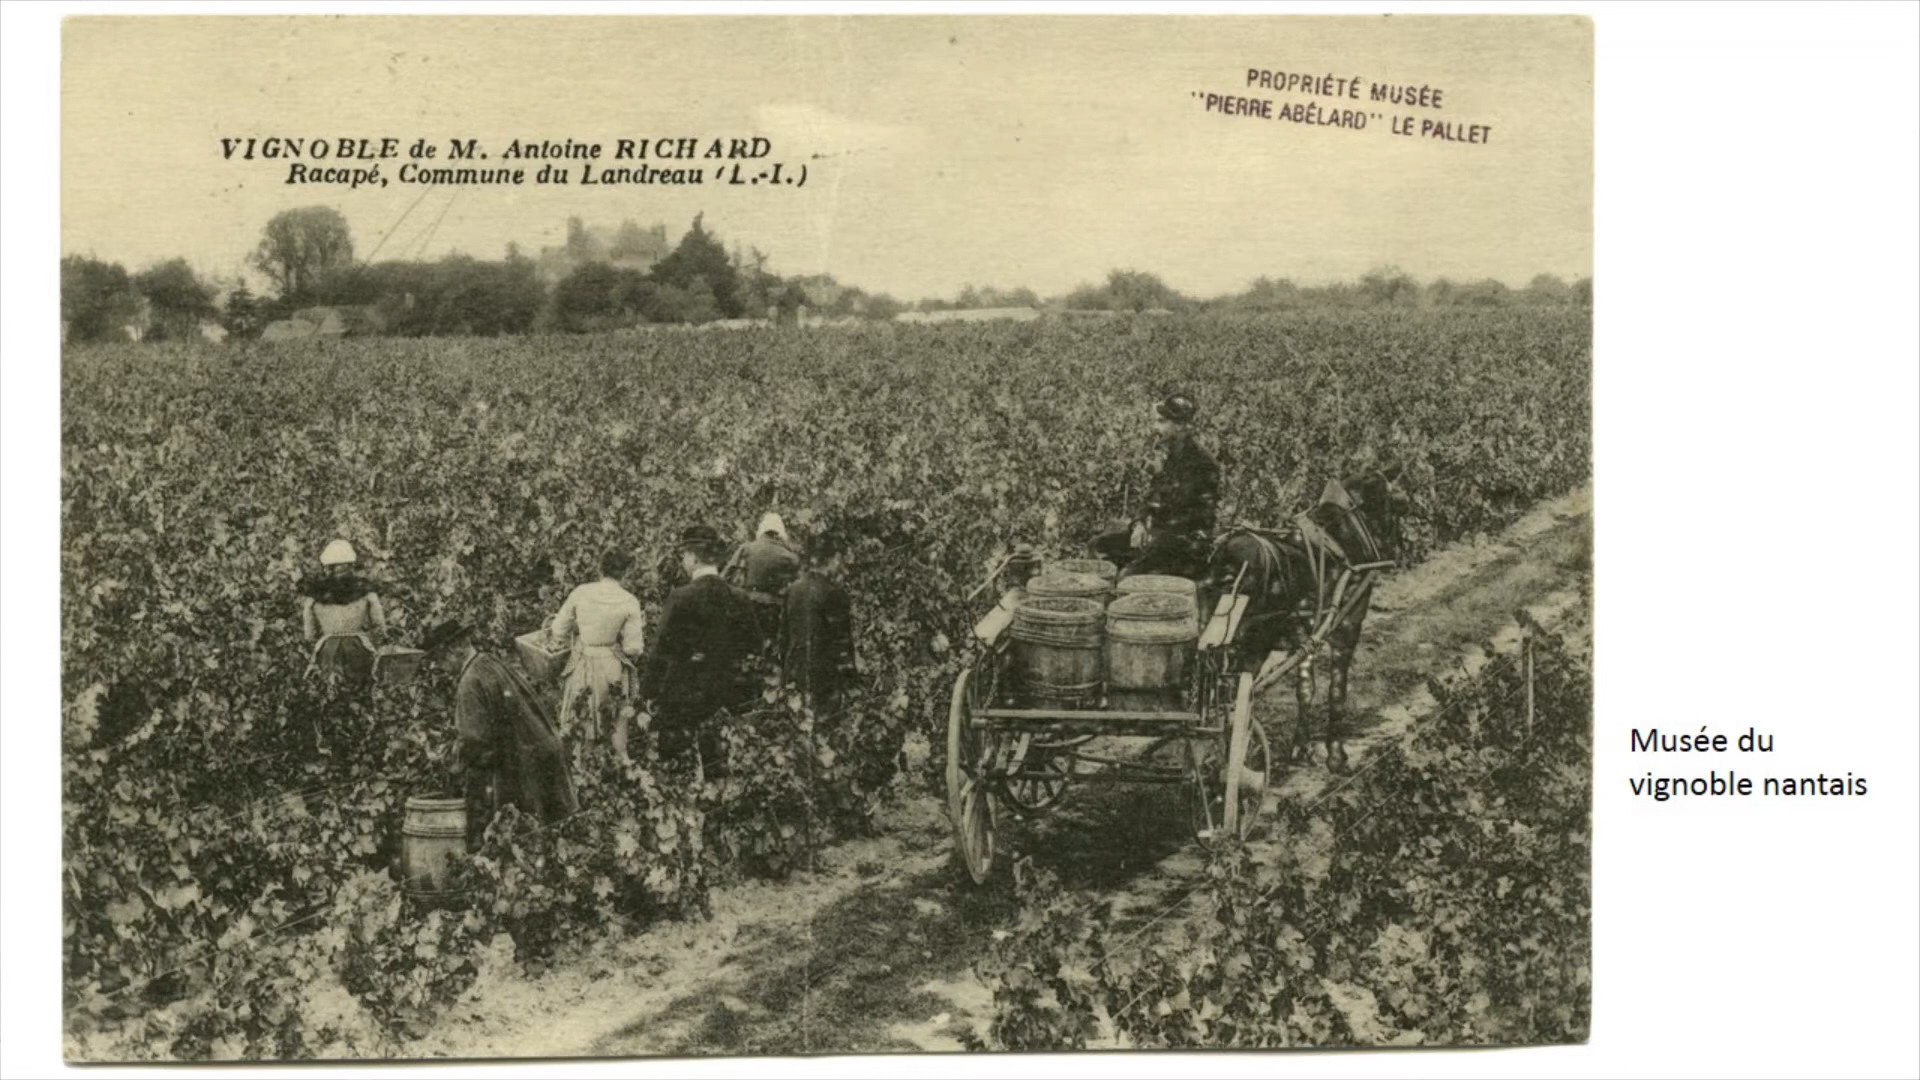 VIGNOBLE de M. Antoine RICHARD
Racapé, Commune du Landreau (L.-I.)
PROPRIÉTÉ MUSÉE
"PIERRE ABÉLARD" LE PALLET
Musée du
vignoble nantais